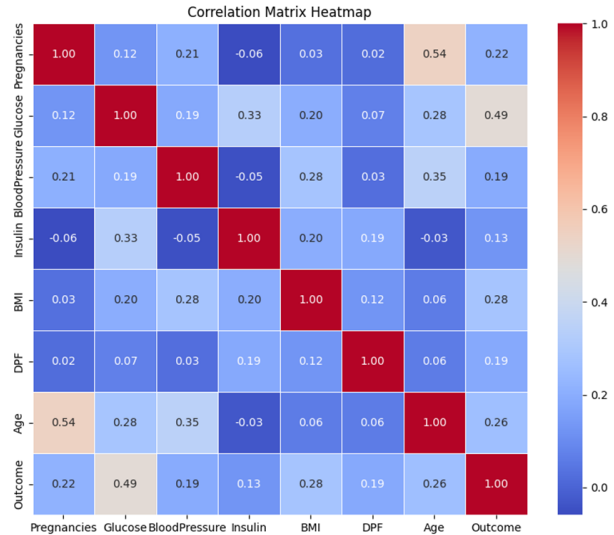 Correlation Matrix Heatmap
Pregnancies 1.00 0.12 0.21 -0.06 0.03 0.02 0.54 0.22
Glucose 0.12 1.00 0.19 0.33 0.20 0.07 0.28 0.49
BloodPressure 0.21 0.19 1.00 -0.05 0.28 0.03 0.35 0.19
Insulin -0.06 0.33 -0.05 1.00 0.20 0.19 -0.03 0.13
BMI 0.03 0.20 0.28 0.20 1.00 0.12 0.06 0.28
DPF 0.02 0.07 0.03 0.19 0.12 1.00 0.06 0.19
Age 0.54 0.28 0.35 -0.03 0.06 0.06 1.00 0.26
Outcome 0.22 0.49 0.19 0.13 0.28 0.19 0.26 1.00
Pregnancies Glucose BloodPressure Insulin BMI DPF Age Outcome
1.0
0.8
0.6
0.4
0.2
0.0